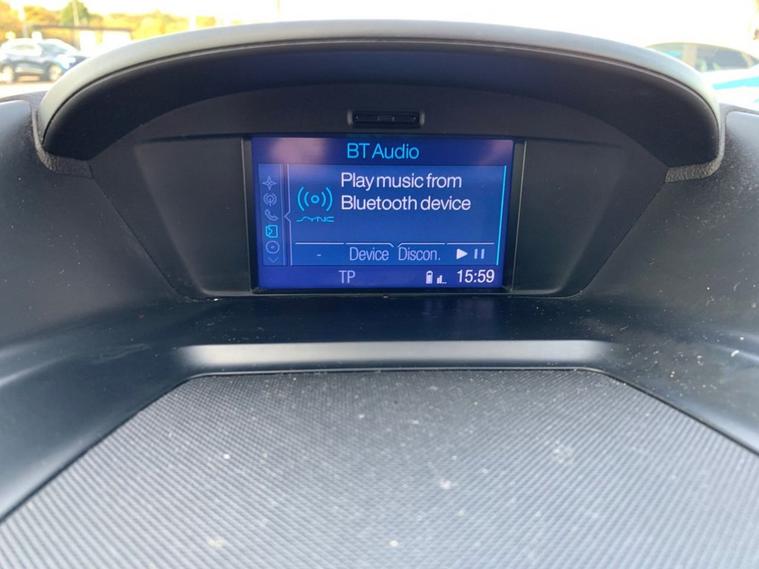 BT Audio
Play music from
Bluetooth device
SYNC
- Device Discon.
TP 15:59